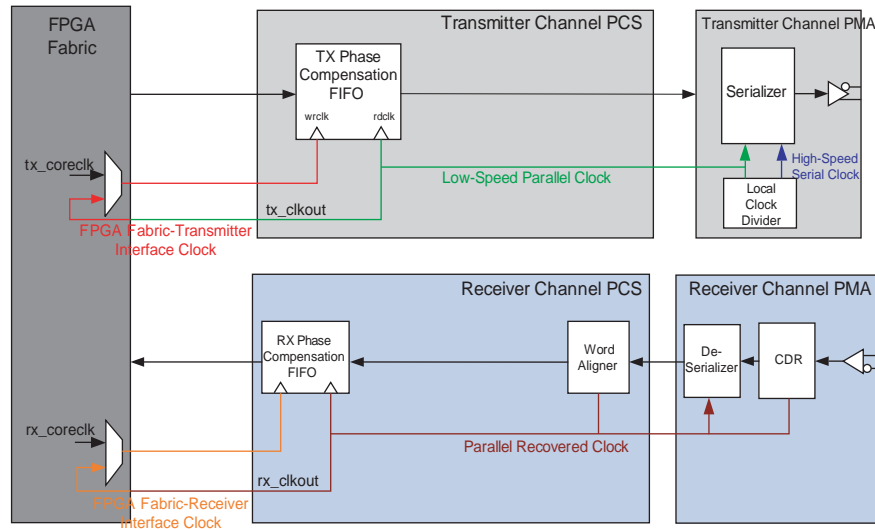 FPGA
Fabric
Transmitter Channel PCS
Transmitter Channel PMA
TX Phase
Compensation
FIFO
wrclk
rdclk
Serializer
tx_coreclk
Low-Speed Parallel Clock
High-Speed
Serial Clock
Local
Clock
Divider
tx_clkout
FPGA Fabric-Transmitter
Interface Clock
Receiver Channel PCS
Receiver Channel PMA
RX Phase
Compensation
FIFO
Word
Aligner
De-
Serializer
CDR
rx_coreclk
Parallel Recovered Clock
rx_clkout
FPGA Fabric-Receiver
Interface Clock